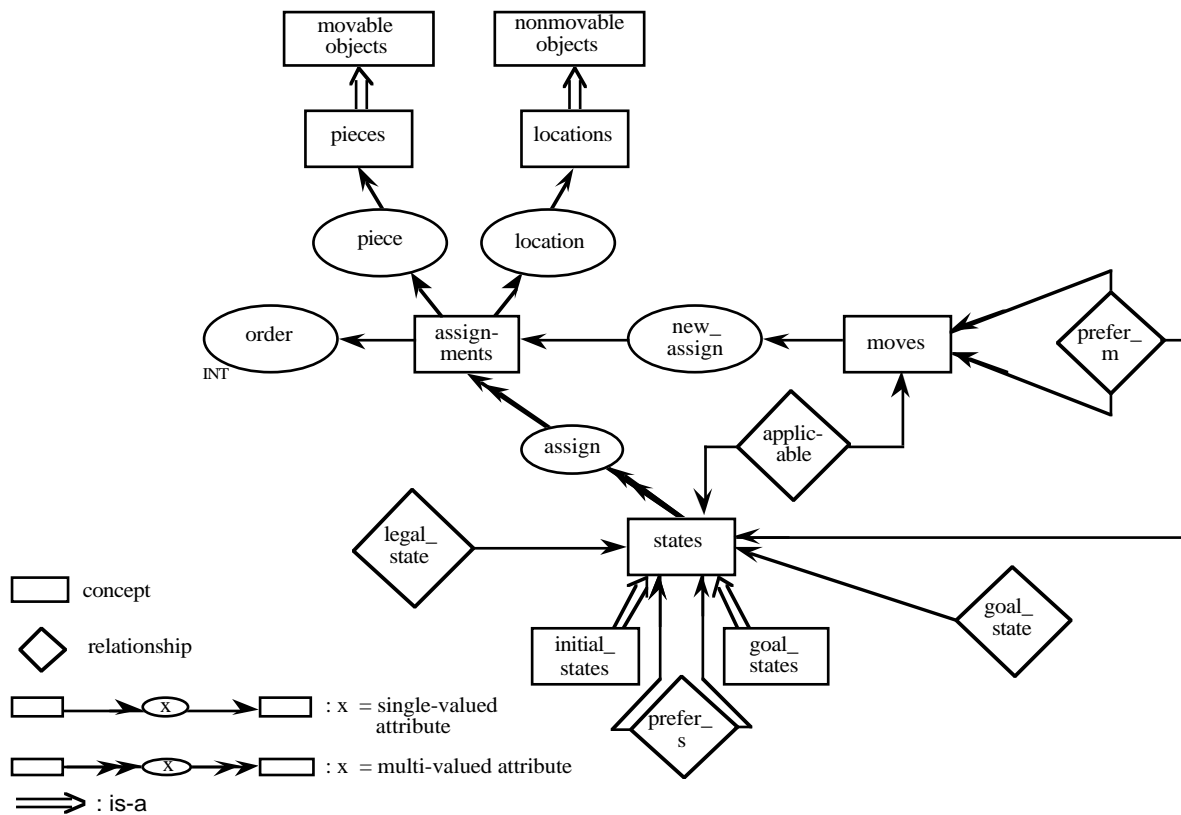 movable
objects
nonmovable
objects
pieces
locations
piece
location
order
INT
assign-
ments
new_
assign
moves
prefer_
m
assign
applic-
able
legal_
state
states
goal_
state
initial_
states
goal_
states
prefer_
s
concept
relationship
x
: x = single-valued
attribute
x
: x = multi-valued attribute
: is-a